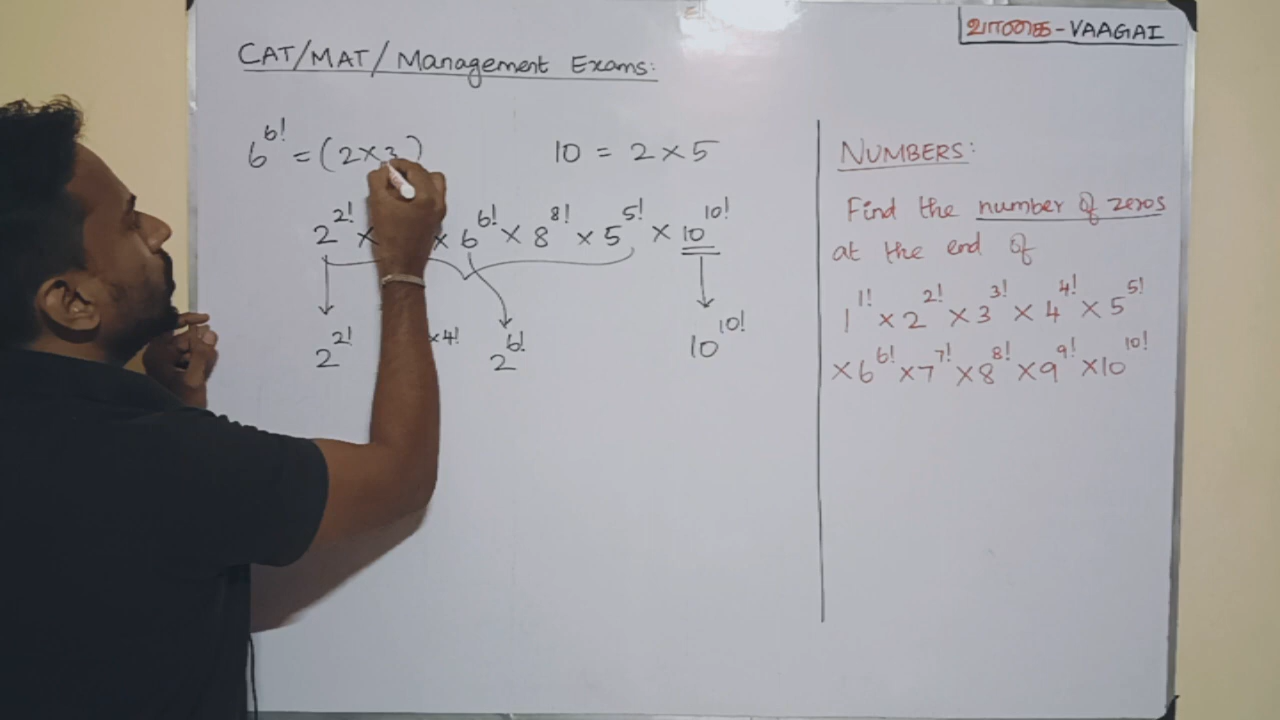 வாகை - VAAGAI
CAT/MAT/Management Exams:
6^6! = (2×3)
10 = 2 × 5
2^2! × × 6^6! × 8^8! × 5^5! × 10^10!
2^2! ×4! 2^6! 10^10!
NUMBERS:
Find the number of zeros
at the end of
1^1! × 2^2! × 3^3! × 4^4! × 5^5!
×6^6! ×7^7! ×8^8! ×9^9! ×10^10!